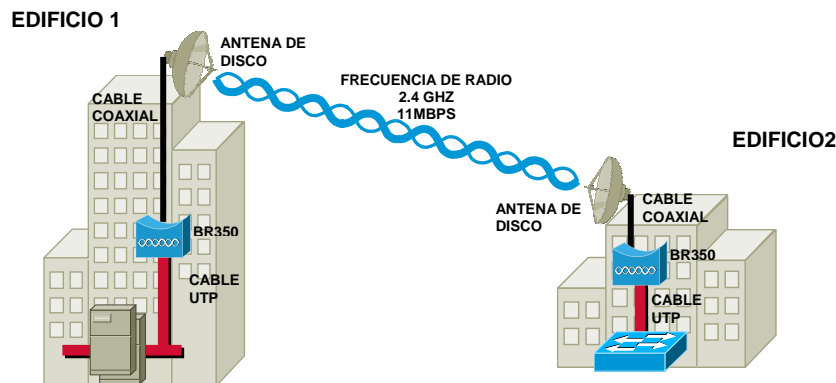 EDIFICIO 1
ANTENA DE
DISCO
FRECUENCIA DE RADIO
2.4 GHZ
11MBPS
CABLE
COAXIAL
EDIFICIO2
ANTENA DE
DISCO
CABLE
COAXIAL
BR350
CABLE
UTP
BR350
CABLE
UTP